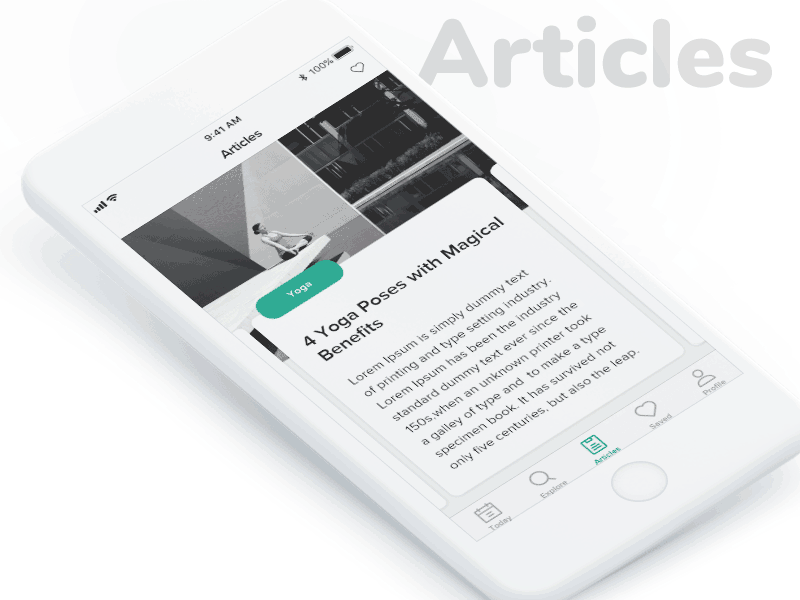 Articles
9:41 AM
100%
Articles
Yoga
4 Yoga Poses with Magical
Benefits
Lorem Ipsum is simply dummy text
of printing and type setting industry.
Lorem Ipsum has been the industry
standard dummy text ever since the
150s,when an unknown printer took
a galley of type and to make a type
specimen book. It has survived not
only five centuries, but also the leap.
Today
Explore
Articles
Saved
Profile